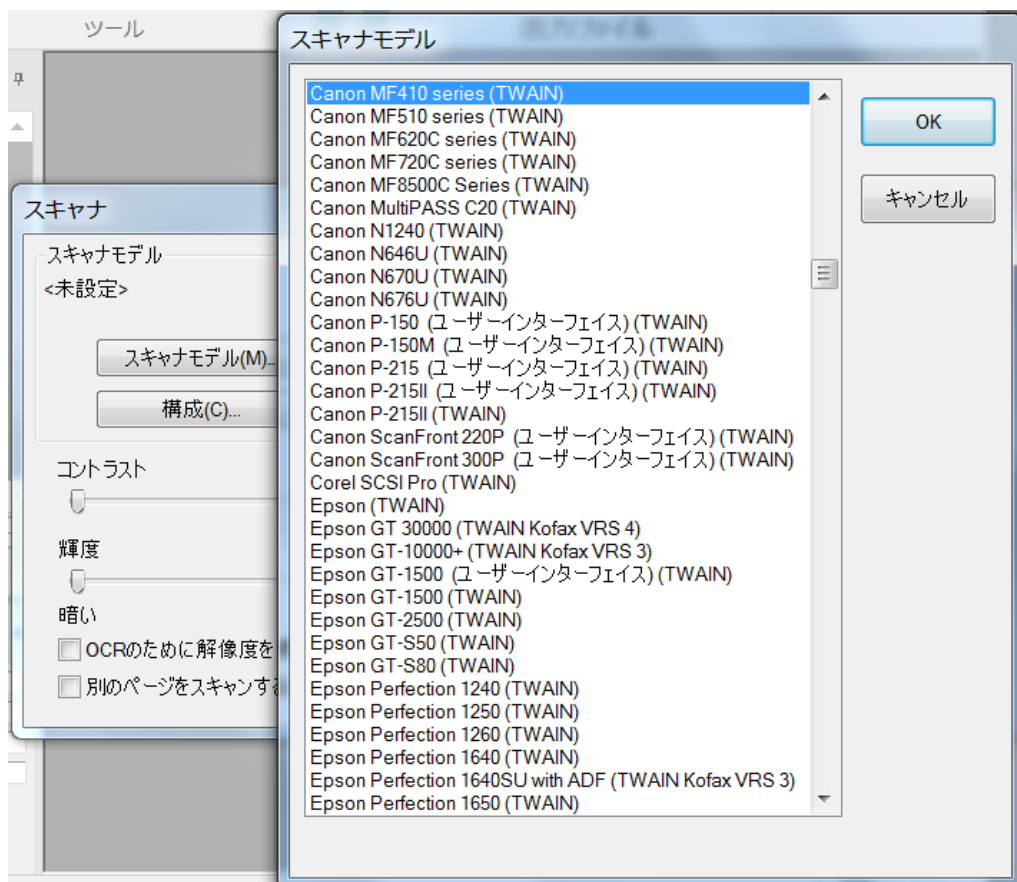 ツール
スキャナモデル
Canon MF410 series (TWAIN)
Canon MF510 series (TWAIN)
Canon MF620C series (TWAIN)
Canon MF720C series (TWAIN)
Canon MF8500C Series (TWAIN)
Canon MultiPASS C20 (TWAIN)
Canon N1240 (TWAIN)
Canon N646U (TWAIN)
Canon N670U (TWAIN)
Canon N676U (TWAIN)
Canon P-150 (ユーザーインターフェイス) (TWAIN)
Canon P-150M (ユーザーインターフェイス) (TWAIN)
Canon P-215 (ユーザーインターフェイス) (TWAIN)
Canon P-215II (ユーザーインターフェイス) (TWAIN)
Canon P-215II (TWAIN)
Canon ScanFront 220P (ユーザーインターフェイス) (TWAIN)
Canon ScanFront 300P (ユーザーインターフェイス) (TWAIN)
Corel SCSI Pro (TWAIN)
Epson (TWAIN)
Epson GT 30000 (TWAIN Kofax VRS 4)
Epson GT-10000+ (TWAIN Kofax VRS 3)
Epson GT-1500 (ユーザーインターフェイス) (TWAIN)
Epson GT-1500 (TWAIN)
Epson GT-2500 (TWAIN)
Epson GT-S50 (TWAIN)
Epson GT-S80 (TWAIN)
Epson Perfection 1240 (TWAIN)
Epson Perfection 1250 (TWAIN)
Epson Perfection 1260 (TWAIN)
Epson Perfection 1640 (TWAIN)
Epson Perfection 1640SU with ADF (TWAIN Kofax VRS 3)
Epson Perfection 1650 (TWAIN)
OK
キャンセル
スキャナ
スキャナモデル
<未設定>
スキャナモデル(M)...
構成(C)...
コントラスト
輝度
暗い
OCRのために解像度を
別のページをスキャンする